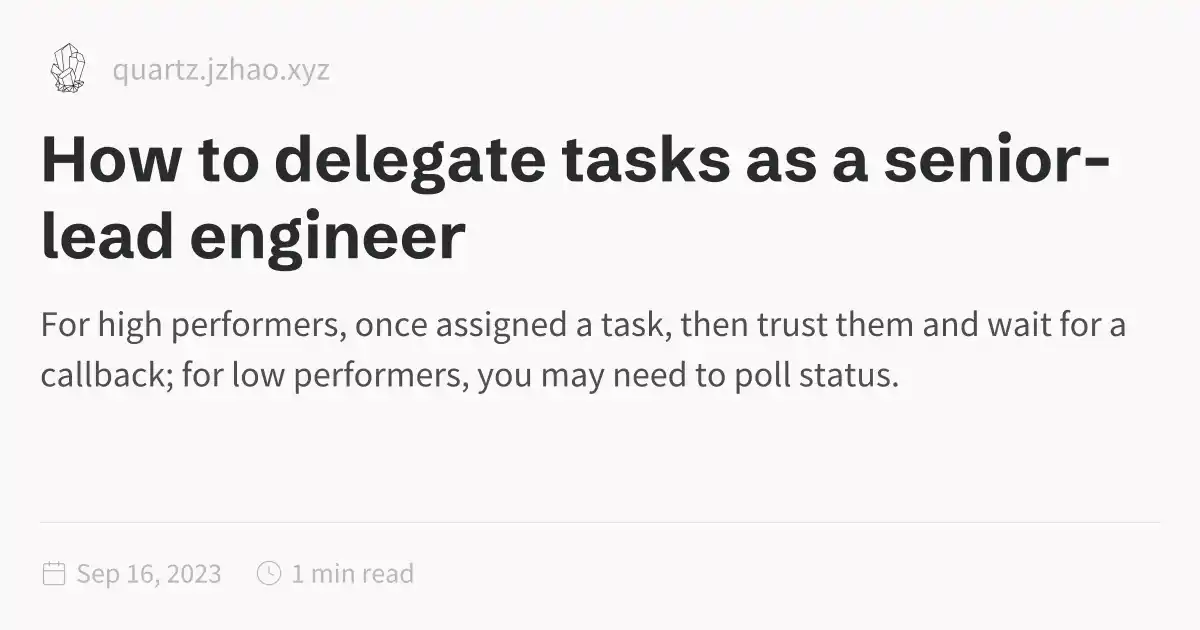 quartz.jzhao.xyz
How to delegate tasks as a senior-
lead engineer
For high performers, once assigned a task, then trust them and wait for a
callback; for low performers, you may need to poll status.
Sep 16, 2023 1 min read